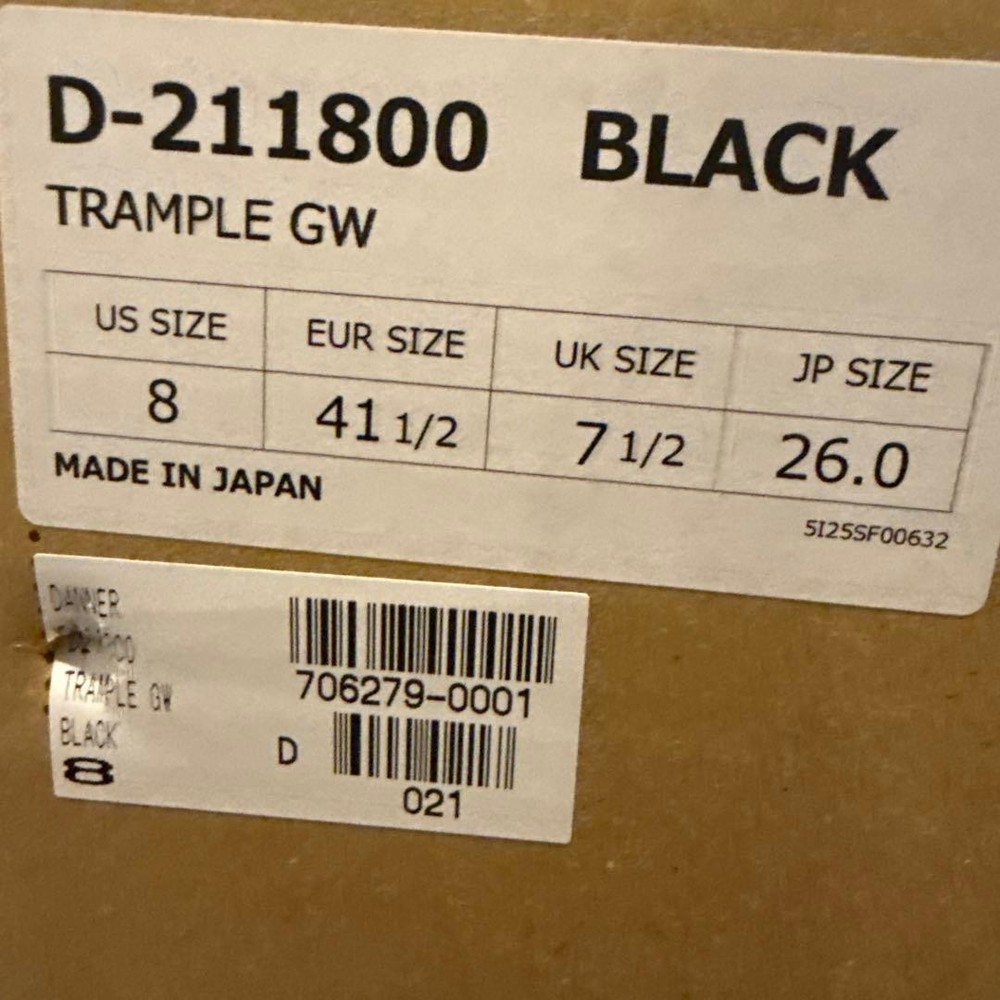 D-211800 BLACK
TRAMPLE GW
US SIZE EUR SIZE UK SIZE JP SIZE
8 41 1/2 7 1/2 26.0
MADE IN JAPAN
5I25SF00632
DANNER
TRAMPLE GW
BLACK
8
706279-0001
D
021